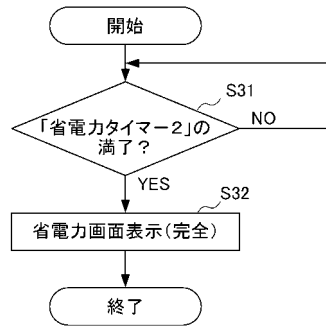 開始
S31
「省電力タイマー2」の
満了?
NO
YES
S32
省電力画面表示(完全)
終了